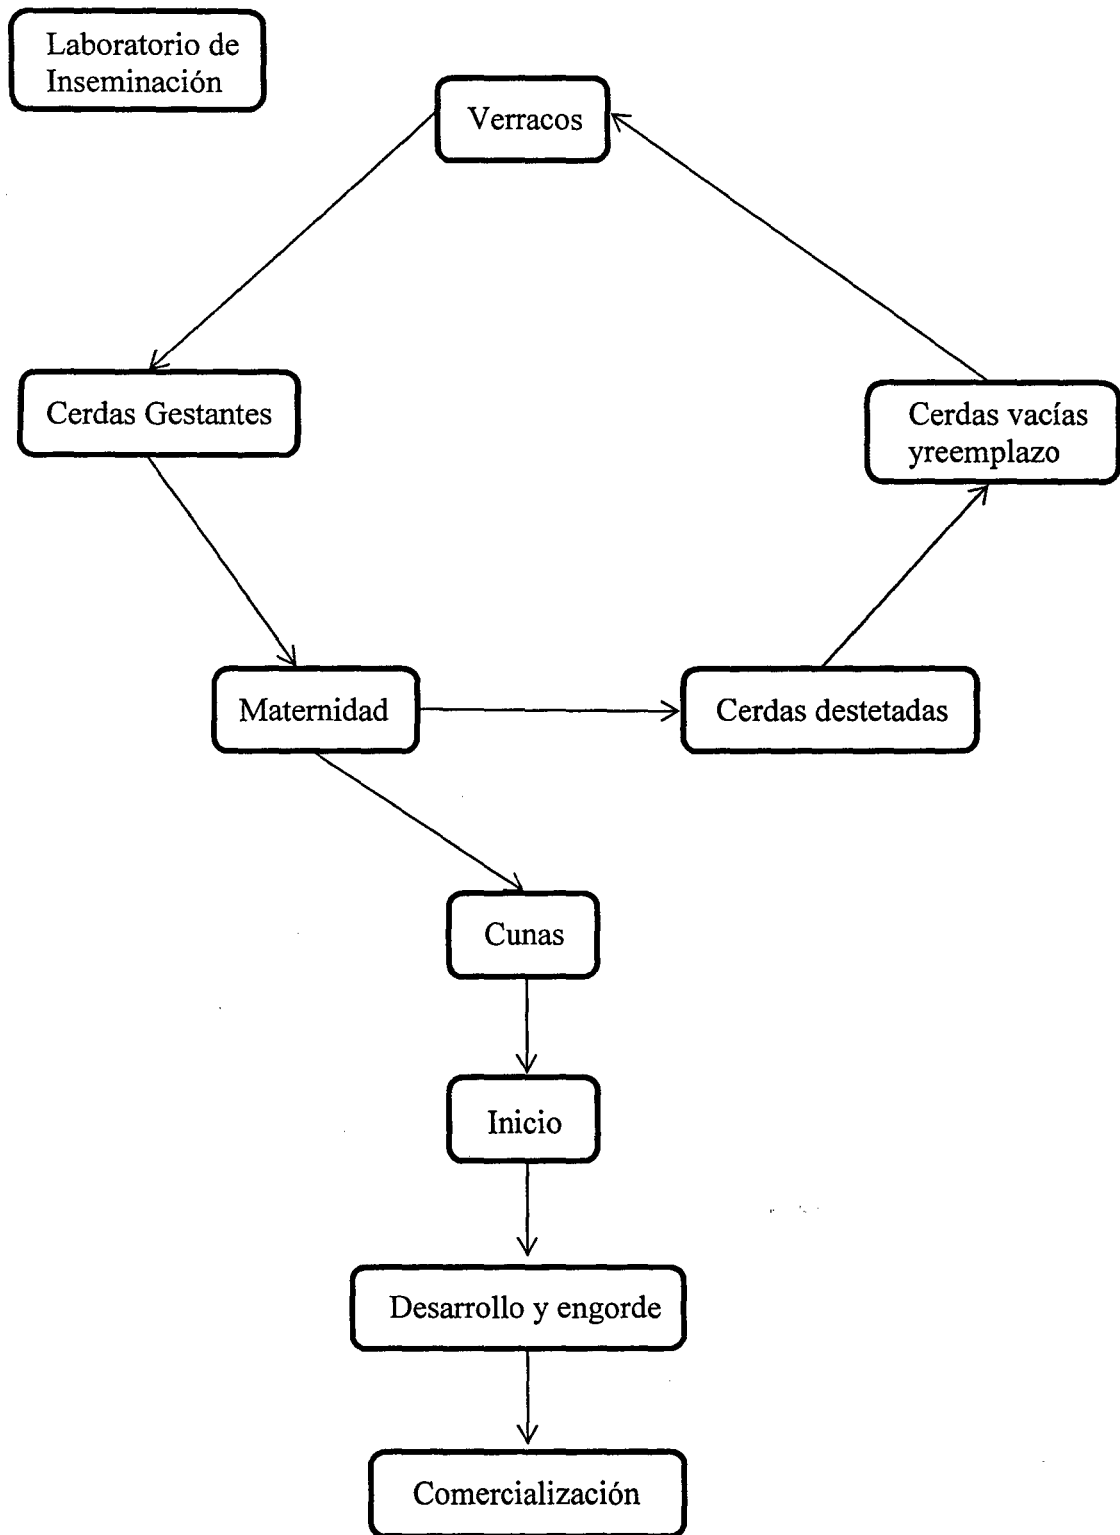 Laboratorio de
Inseminación
Verracos
Cerdas Gestantes
Cerdas vacías
yreemplazo
Maternidad
Cerdas destetadas
Cunas
Inicio
Desarrollo y engorde
Comercialización